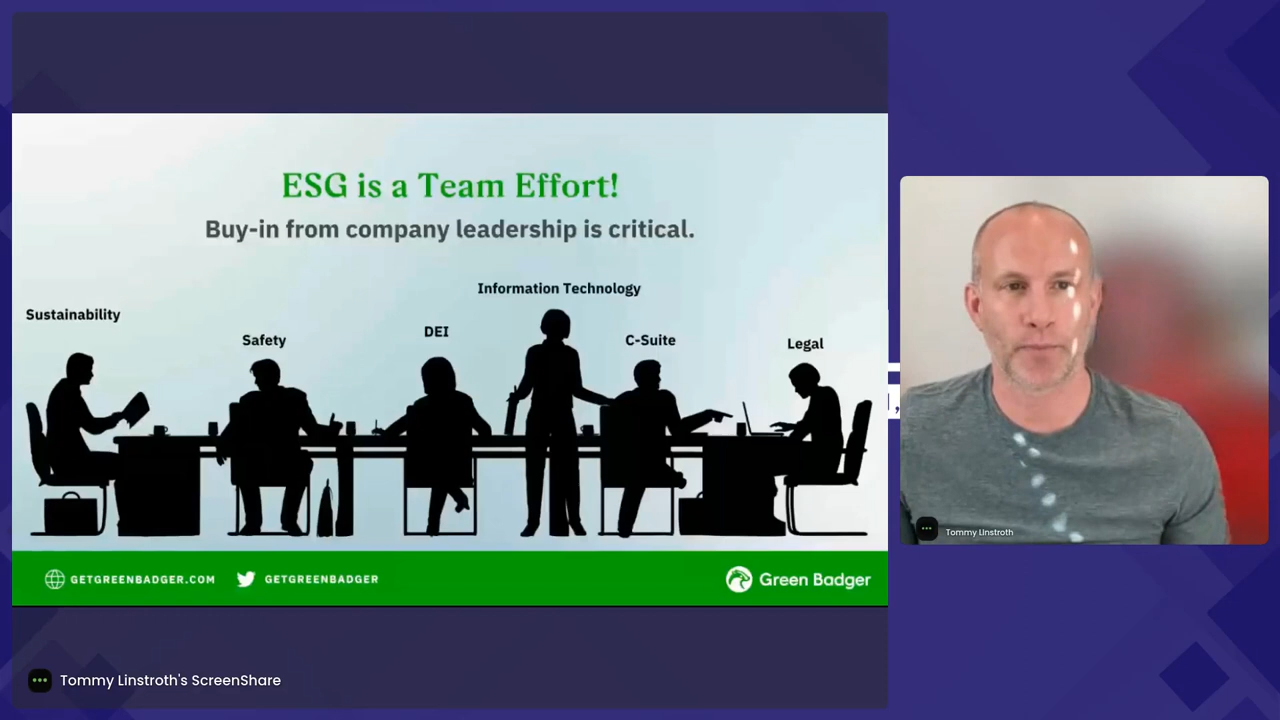 ESG is a Team Effort!
Buy-in from company leadership is critical.
Information Technology
Sustainability
DEI
Safety
C-Suite
Legal
GETGREENBADGER.COM
GETGREENBADGER
Green Badger
Tommy Linstroth
Tommy Linstroth's ScreenShare